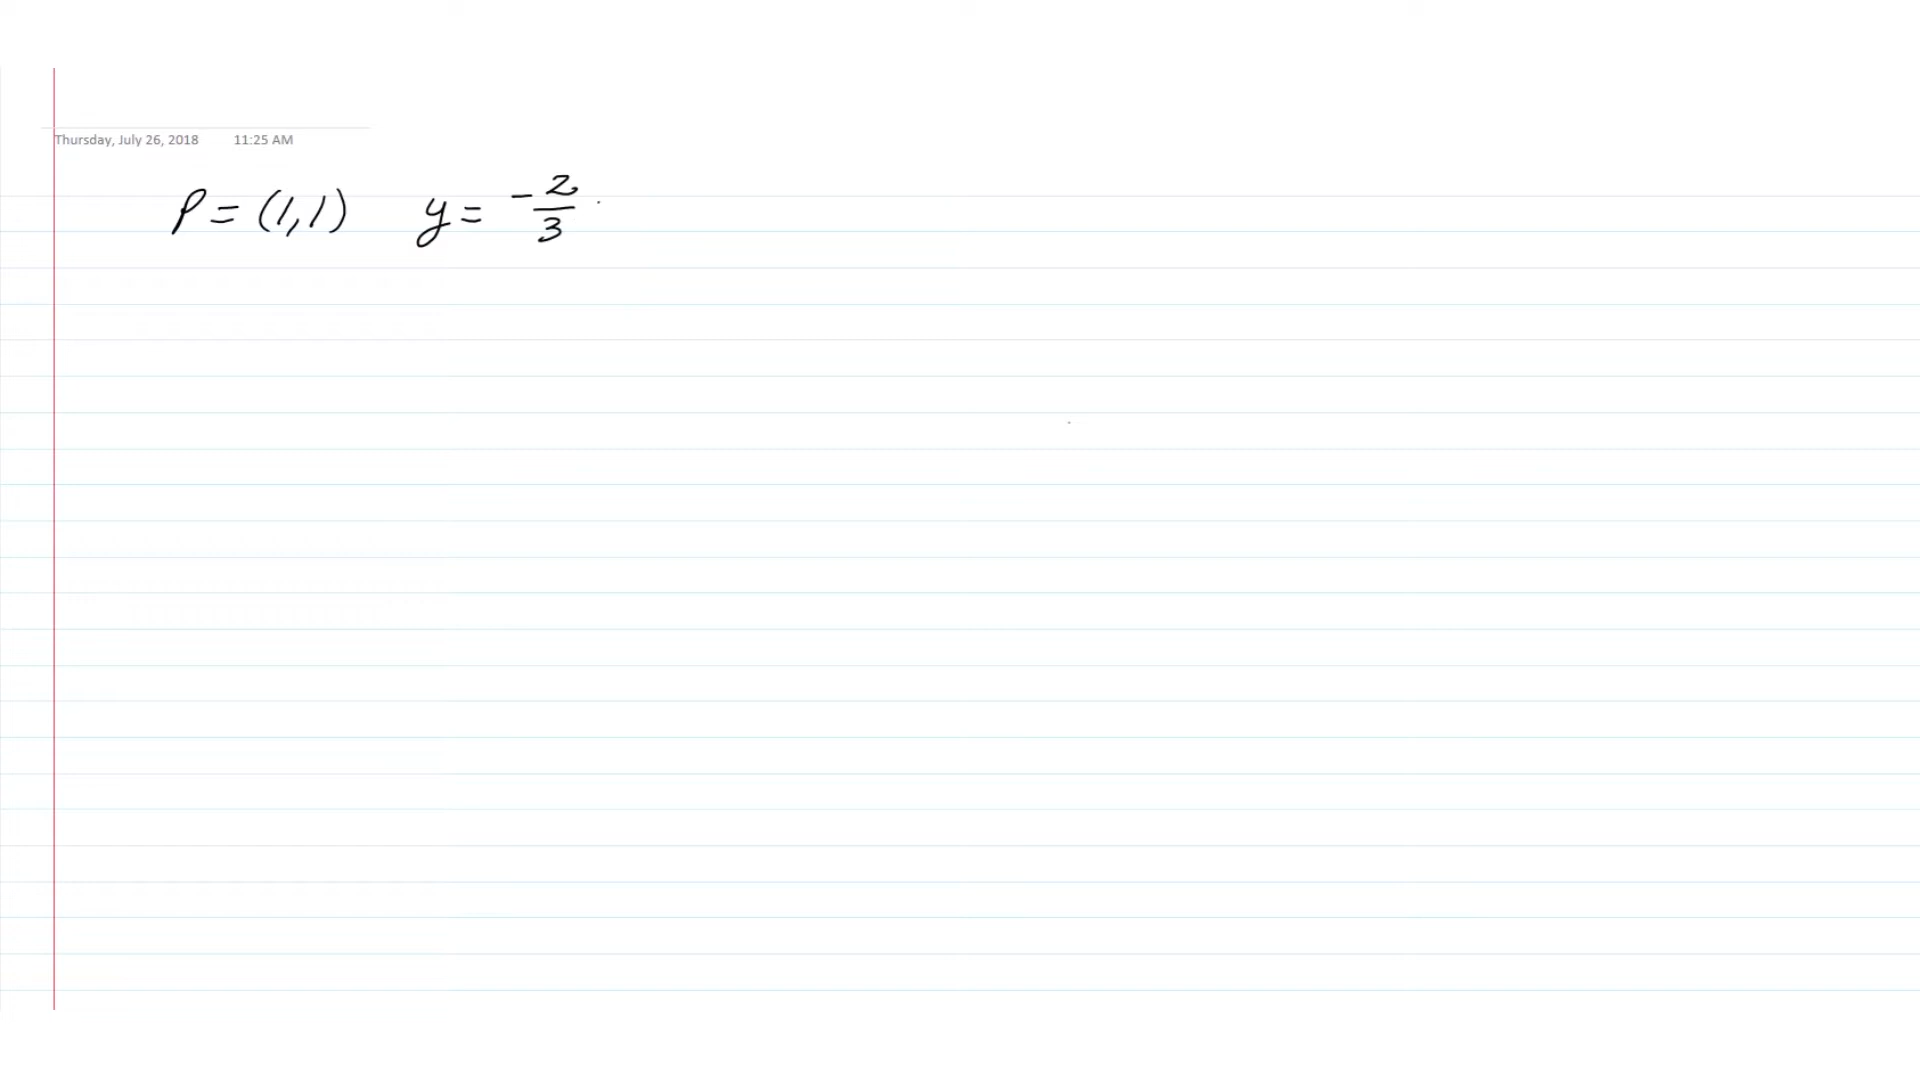 Thursday, July 26, 2018 11:25 AM
P = (1,1) y = -2/3